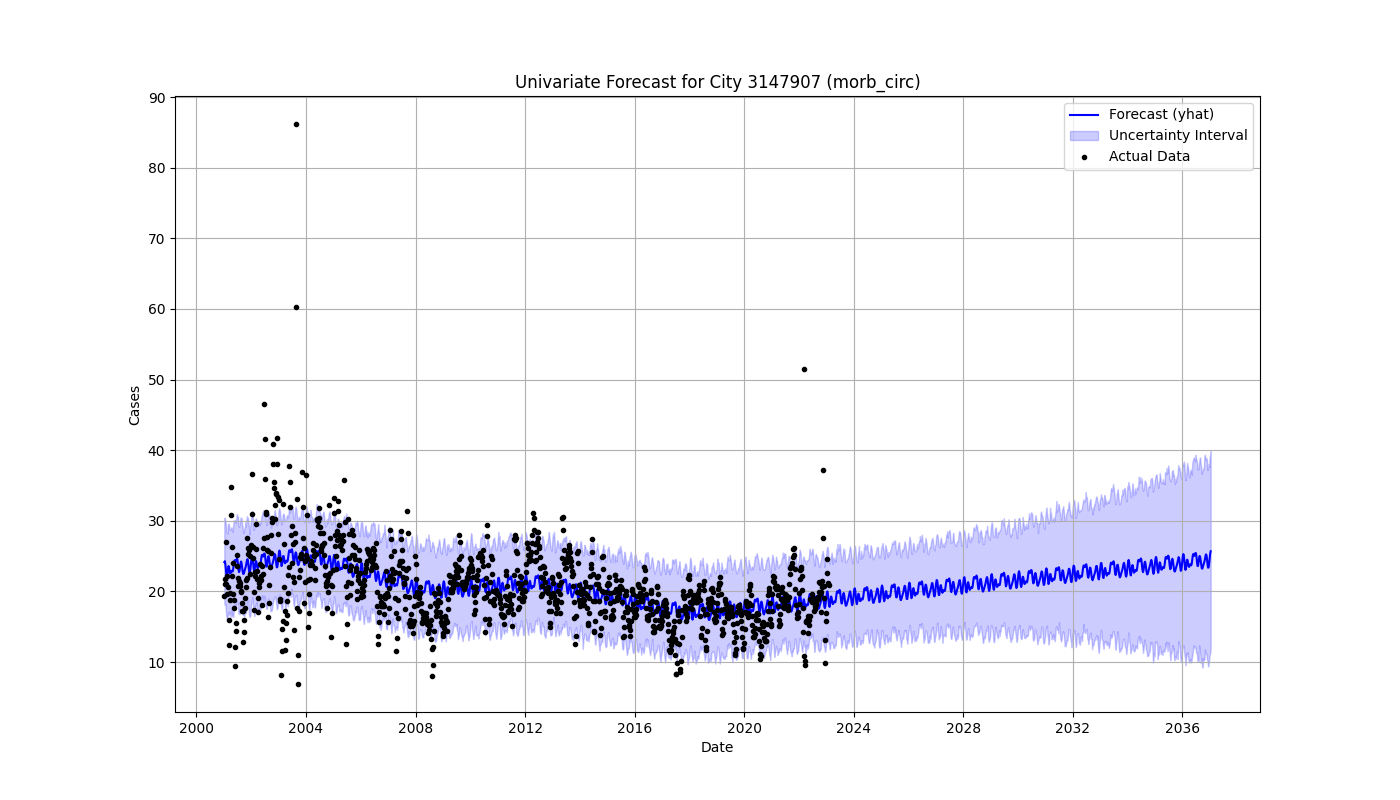 Univariate Forecast for City 3147907 (morb_circ)
90
80
70
60
50
40
30
20
10
Cases
Forecast (yhat)
Uncertainty Interval
Actual Data
2000 2004 2008 2012 2016 2020 2024 2028 2032 2036
Date